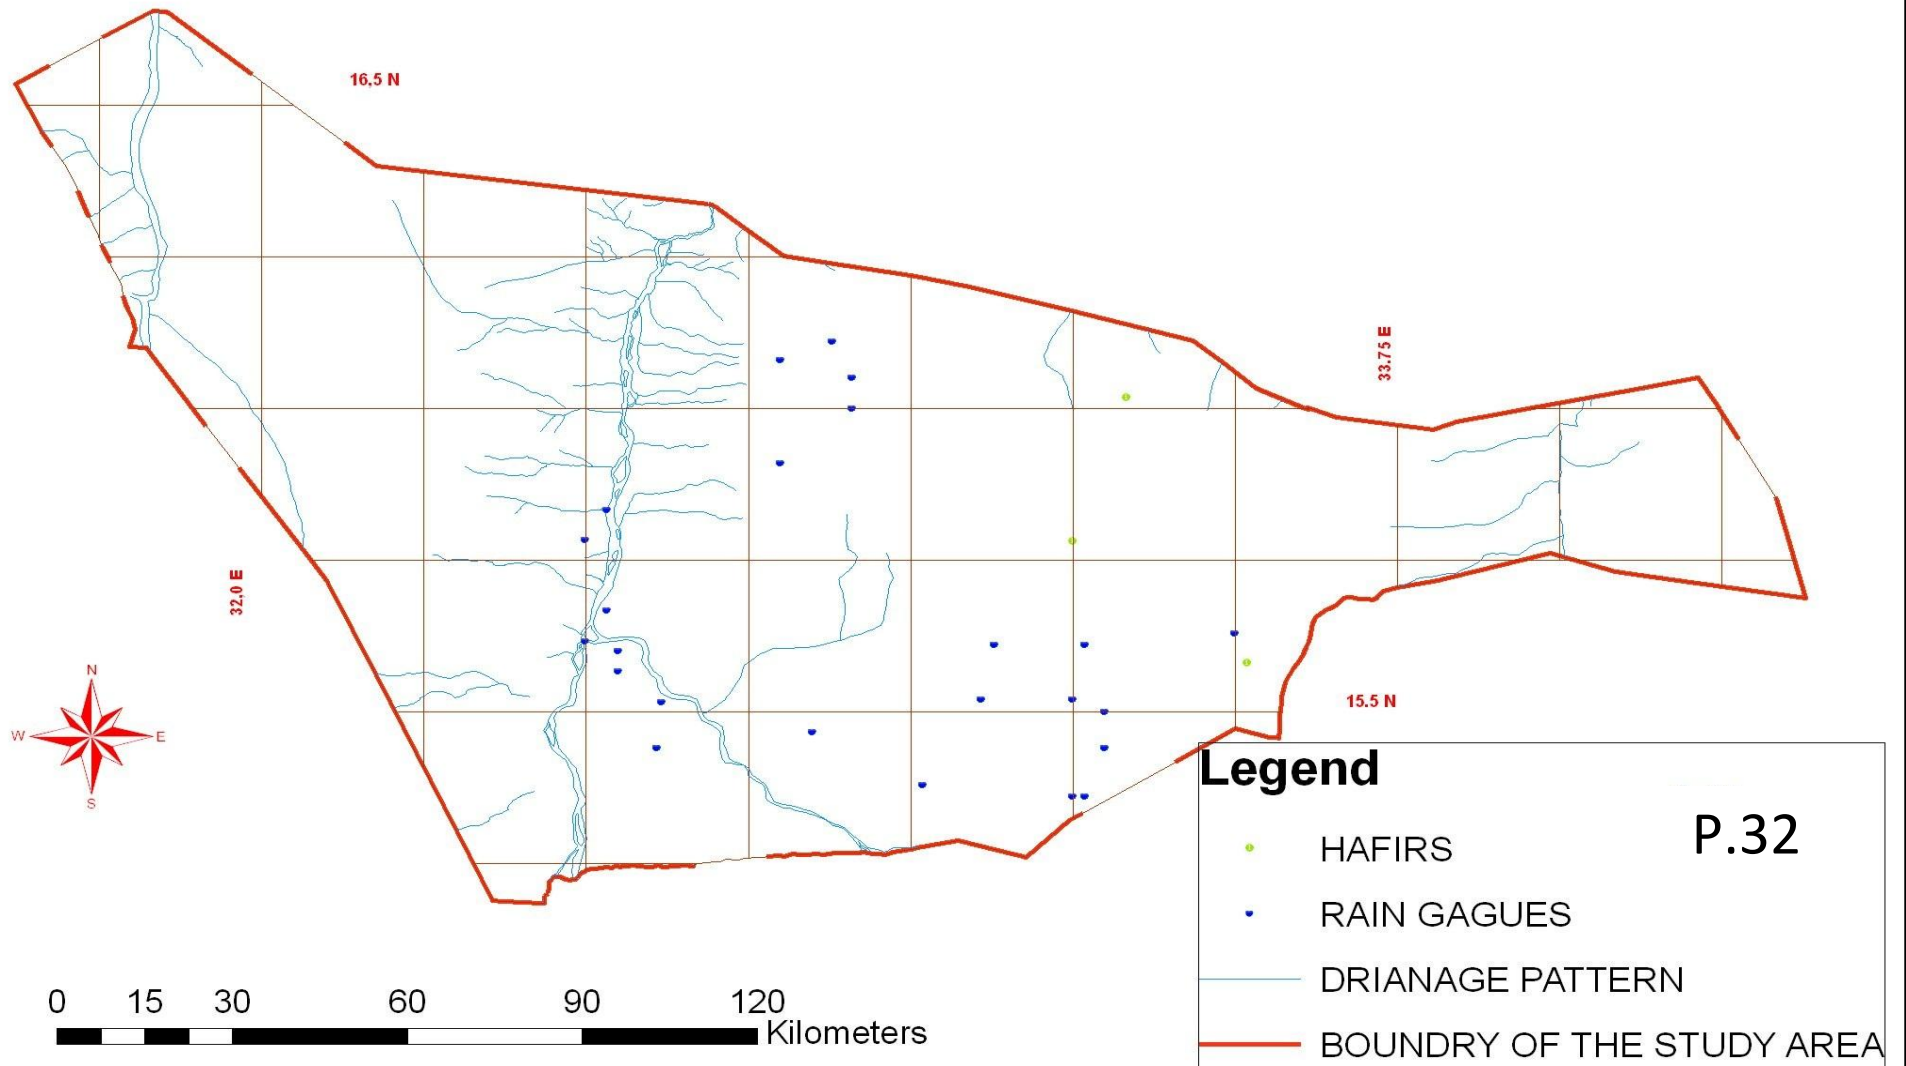 16.5 N
33.75 E
32.0 E
N
W E
S
15.5 N
Legend
P.32
HAFIRS
RAIN GAGUES
DRIANAGE PATTERN
BOUNDRY OF THE STUDY AREA
0 15 30 60 90 120
Kilometers